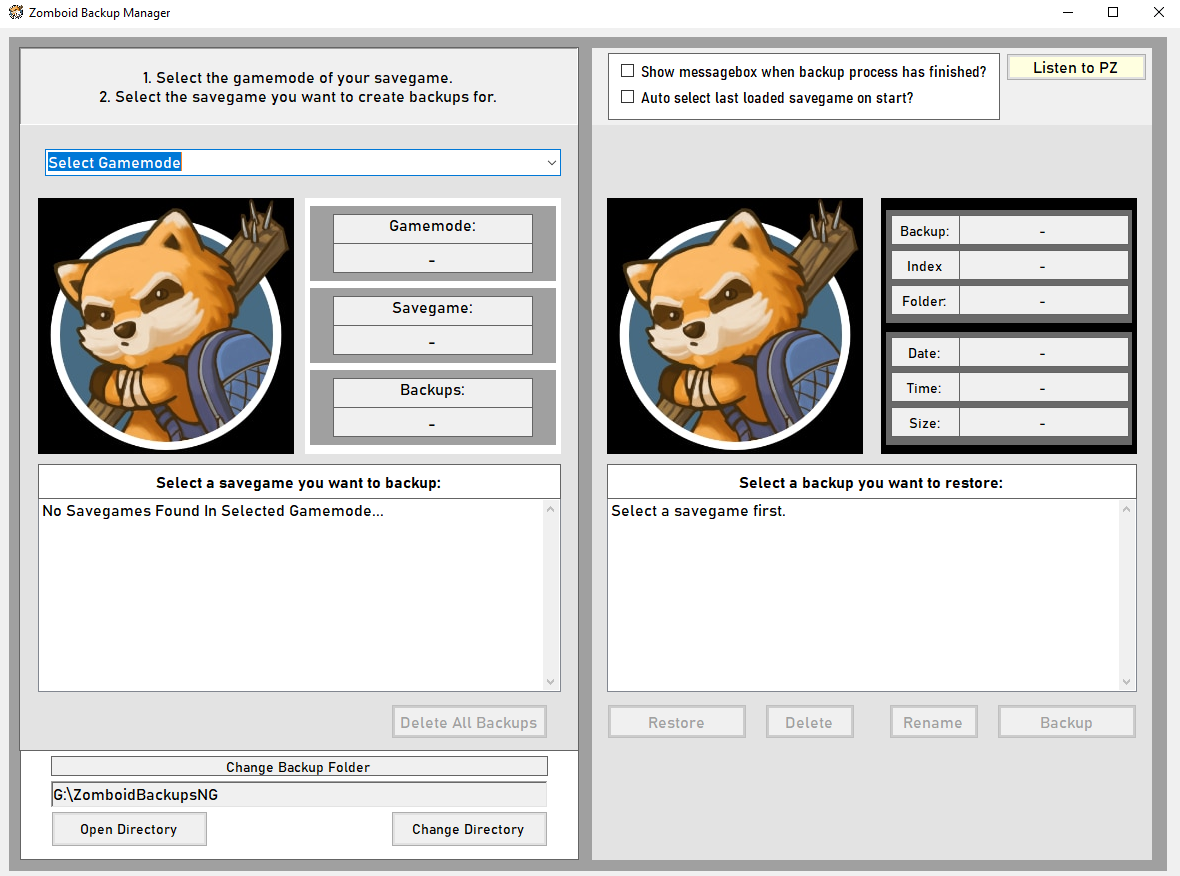 Zomboid Backup Manager
1. Select the gamemode of your savegame.
2. Select the savegame you want to create backups for.
Select Gamemode
Gamemode:
-
Savegame:
-
Backups:
-
Select a savegame you want to backup:
No Savegames Found In Selected Gamemode...
Delete All Backups
Change Backup Folder
G:\ZomboidBackupsNG
Open Directory
Change Directory
Show messagebox when backup process has finished?
Auto select last loaded savegame on start?
Listen to PZ
Backup: -
Index -
Folder: -
Date: -
Time: -
Size: -
Select a backup you want to restore:
Select a savegame first.
Restore
Delete
Rename
Backup